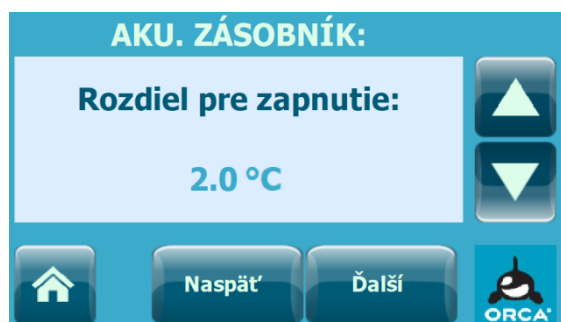 AKU. ZÁSOBNÍK:
Rozdiel pre zapnutie:
2.0 °C
Naspäť
Ďalší
ORCA